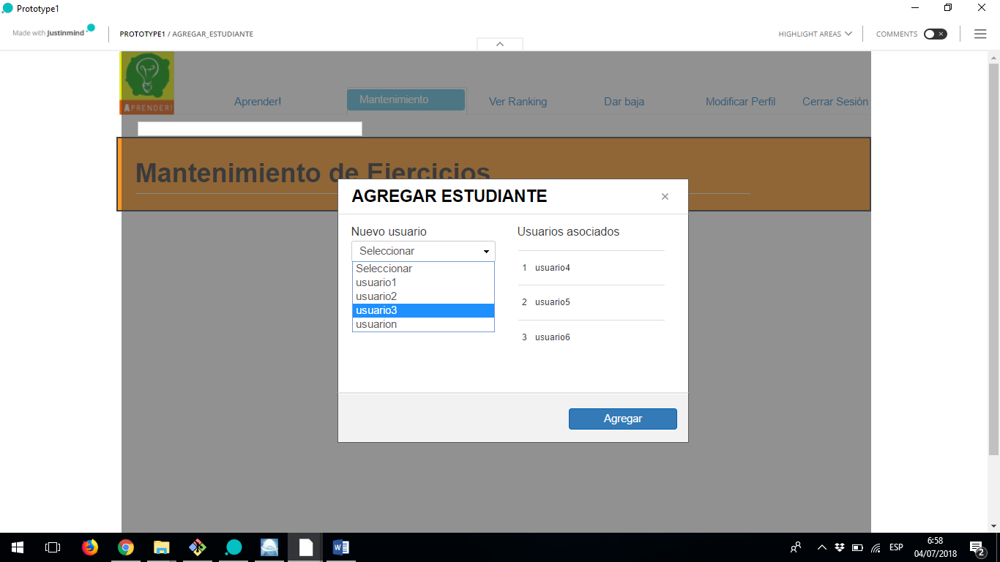 Prototype1
Made with Justinmind
PROTOTYPE1 / AGREGAR_ESTUDIANTE
HIGHLIGHT AREAS
COMMENTS
APRENDER!
Aprender!
Mantenimiento
Ver Ranking
Dar baja
Modificar Perfil
Cerrar Sesión
Mantenimiento de Ejercicios
AGREGAR ESTUDIANTE
×
Nuevo usuario
Seleccionar
Seleccionar
usuario1
usuario2
usuario3
usuarion
Usuarios asociados
1 usuario4
2 usuario5
3 usuario6
Agregar
ESP
6:58
04/07/2018
2